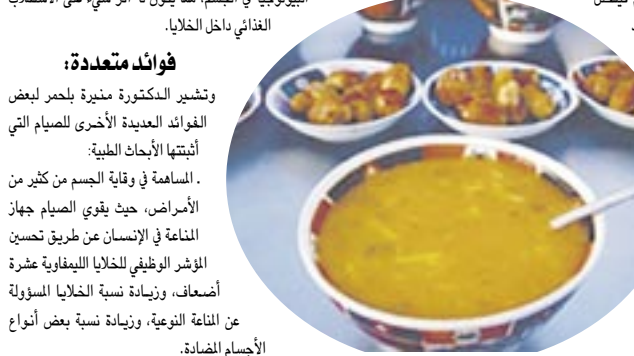 الغذائي داخل الخلايا.
فوائد متعددة:
وتشير الدكتورة منيرة بلحمر لبعض
الفوائد العديدة الأخرى للصيام التي
أثبتتها الأبحاث الطبية:
. المساهمة في وقاية الجسم من كثير من
الأمراض، حيث يقوي الصيام جهاز
المناعة في الإنسان عن طريق تحسين
المؤشر الوظيفي للخلايا الليمفاوية عشرة
أضعاف، وزيادة نسبة الخلايا المسؤولة
عن المناعة النوعية، وزيادة نسبة بعض أنواع
الأجسام المضادة.